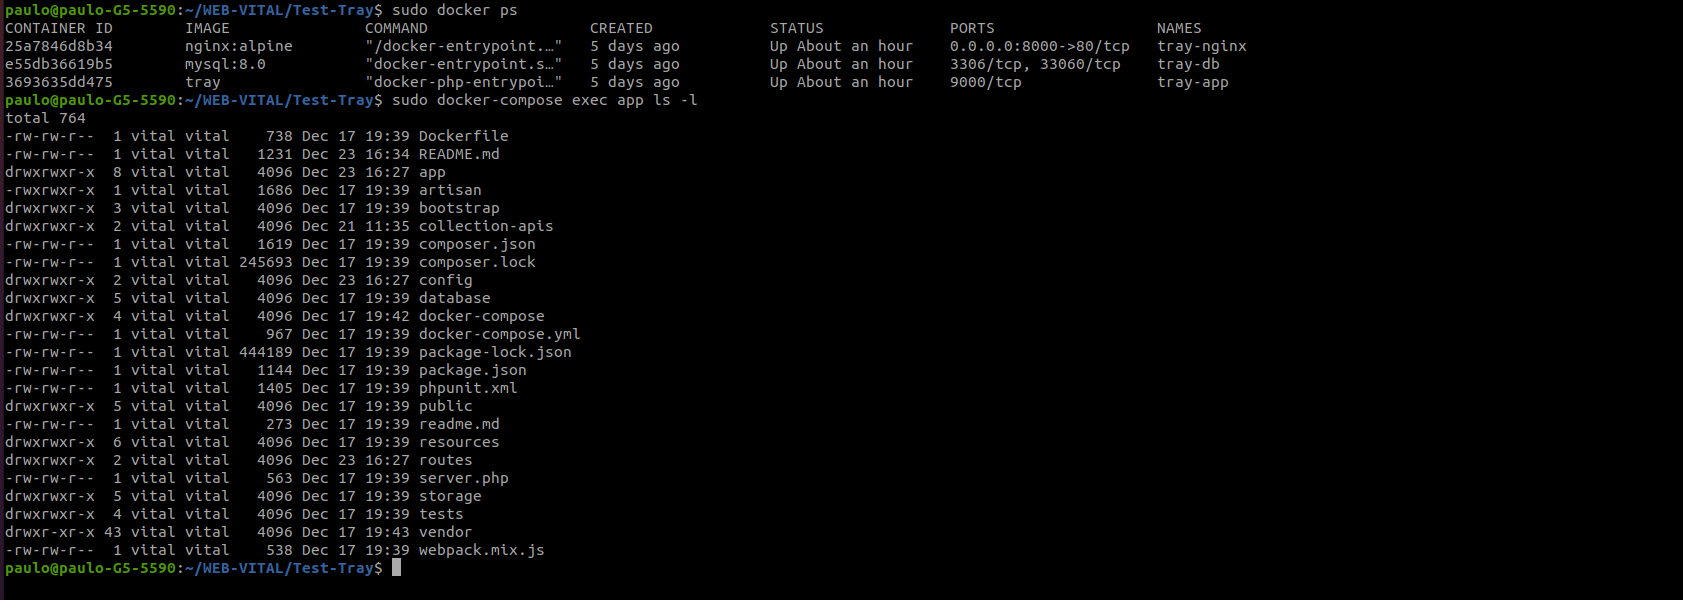 paulo@paulo-G5-5590:~/WEB-VITAL/Test-Tray$ sudo docker ps
CONTAINER ID        IMAGE               COMMAND                  CREATED             STATUS              PORTS                  NAMES
25a7846d8b34        nginx:alpine        "/docker-entrypoint.…"   5 days ago          Up About an hour    0.0.0.0:8000->80/tcp   tray-nginx
e55db36619b5        mysql:8.0           "docker-entrypoint.s…"   5 days ago          Up About an hour    3306/tcp, 33060/tcp    tray-db
3693635dd475        tray                "docker-php-entrypoi…"   5 days ago          Up About an hour    9000/tcp               tray-app
paulo@paulo-G5-5590:~/WEB-VITAL/Test-Tray$ sudo docker-compose exec app ls -l
total 764
-rw-rw-r--  1 vital vital    738 Dec 17 19:39 Dockerfile
-rw-rw-r--  1 vital vital   1231 Dec 23 16:34 README.md
drwxrwxr-x  8 vital vital   4096 Dec 23 16:27 app
-rwxrwxr-x  1 vital vital   1686 Dec 17 19:39 artisan
drwxrwxr-x  3 vital vital   4096 Dec 17 19:39 bootstrap
drwxrwxr-x  2 vital vital   4096 Dec 21 11:35 collection-apis
-rw-rw-r--  1 vital vital   1619 Dec 17 19:39 composer.json
-rw-rw-r--  1 vital vital 245693 Dec 17 19:39 composer.lock
drwxrwxr-x  2 vital vital   4096 Dec 23 16:27 config
drwxrwxr-x  5 vital vital   4096 Dec 17 19:39 database
drwxrwxr-x  4 vital vital   4096 Dec 17 19:42 docker-compose
-rw-rw-r--  1 vital vital    967 Dec 17 19:39 docker-compose.yml
-rw-rw-r--  1 vital vital 444189 Dec 17 19:39 package-lock.json
-rw-rw-r--  1 vital vital   1144 Dec 17 19:39 package.json
-rw-rw-r--  1 vital vital   1405 Dec 17 19:39 phpunit.xml
drwxrwxr-x  5 vital vital   4096 Dec 17 19:39 public
-rw-rw-r--  1 vital vital    273 Dec 17 19:39 readme.md
drwxrwxr-x  6 vital vital   4096 Dec 17 19:39 resources
drwxrwxr-x  2 vital vital   4096 Dec 23 16:27 routes
-rw-rw-r--  1 vital vital    563 Dec 17 19:39 server.php
drwxrwxr-x  5 vital vital   4096 Dec 17 19:39 storage
drwxrwxr-x  4 vital vital   4096 Dec 17 19:39 tests
drwxr-xr-x 43 vital vital   4096 Dec 17 19:43 vendor
-rw-rw-r--  1 vital vital    538 Dec 17 19:39 webpack.mix.js
paulo@paulo-G5-5590:~/WEB-VITAL/Test-Tray$